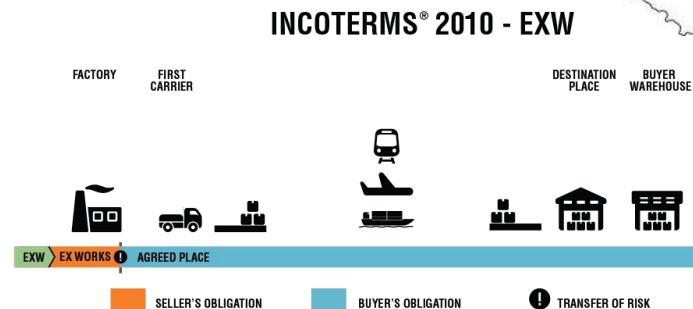 INCOTERMS® 2010 - EXW
FACTORY
FIRST
CARRIER
DESTINATION
PLACE
BUYER
WAREHOUSE
EXW
EX WORKS
!
AGREED PLACE
SELLER'S OBLIGATION
BUYER'S OBLIGATION
!
TRANSFER OF RISK